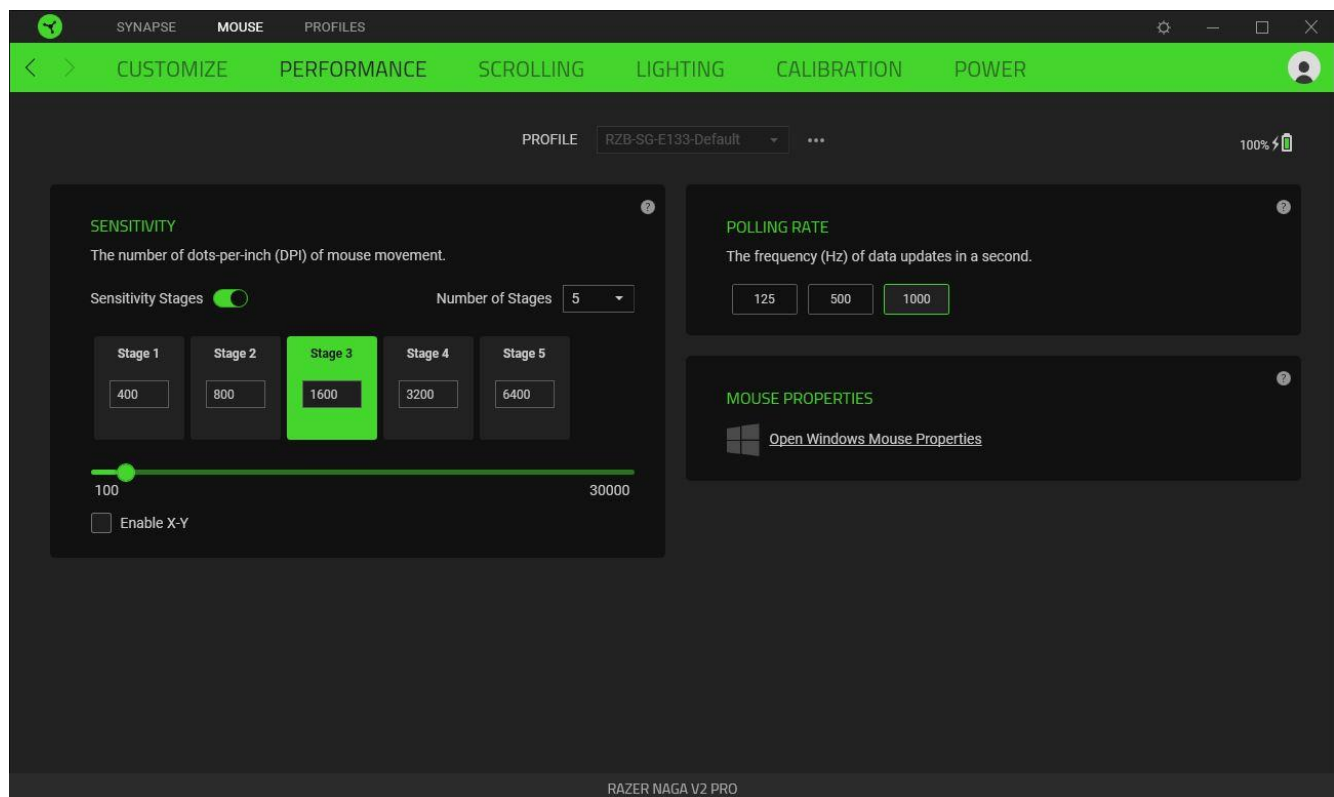 SYNAPSE MOUSE PROFILES
CUSTOMIZE PERFORMANCE SCROLLING LIGHTING CALIBRATION POWER
PROFILE RZB-SG-E133-Default •••
100%
SENSITIVITY
The number of dots-per-inch (DPI) of mouse movement.
Sensitivity Stages Number of Stages 5
Stage 1 Stage 2 Stage 3 Stage 4 Stage 5
400 800 1600 3200 6400
100 30000
Enable X-Y
?
POLLING RATE
The frequency (Hz) of data updates in a second.
125 500 1000
?
MOUSE PROPERTIES
Open Windows Mouse Properties
?
RAZER NAGA V2 PRO